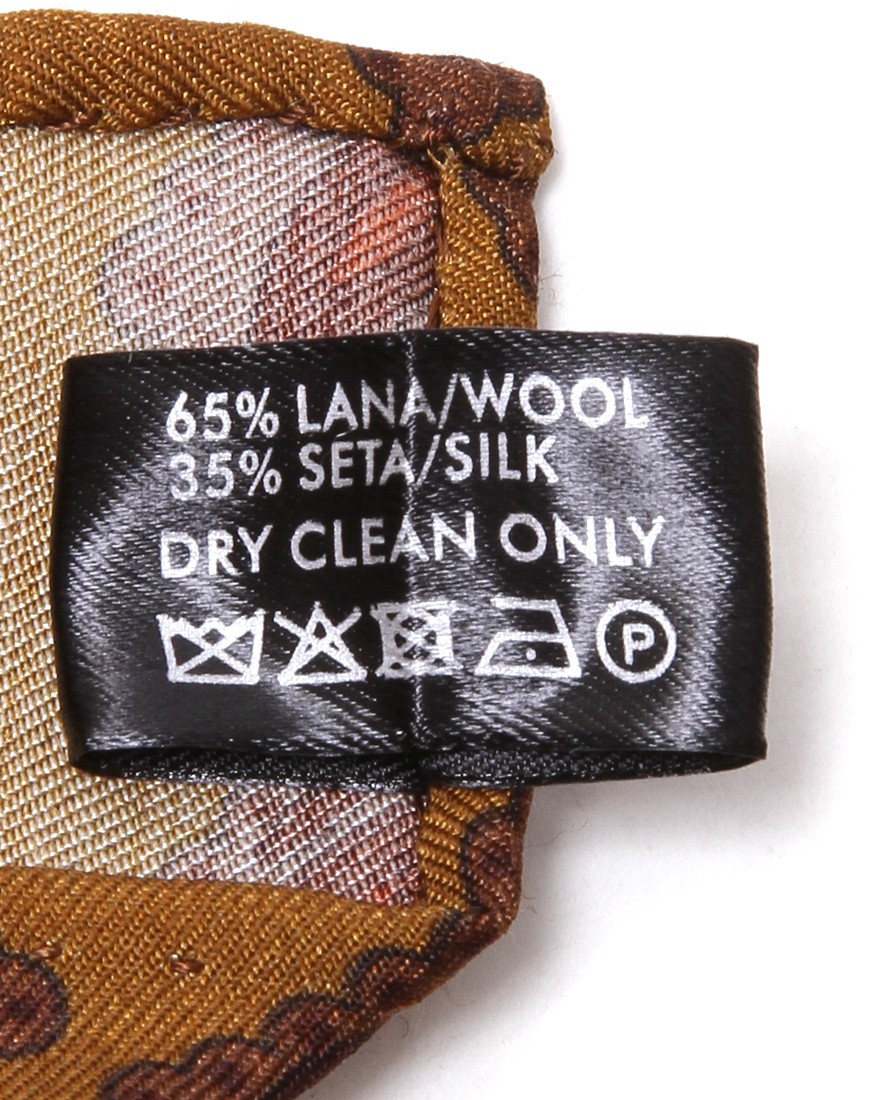 65% LANA/WOOL
35% SETA/SILK
DRY CLEAN ONLY
P